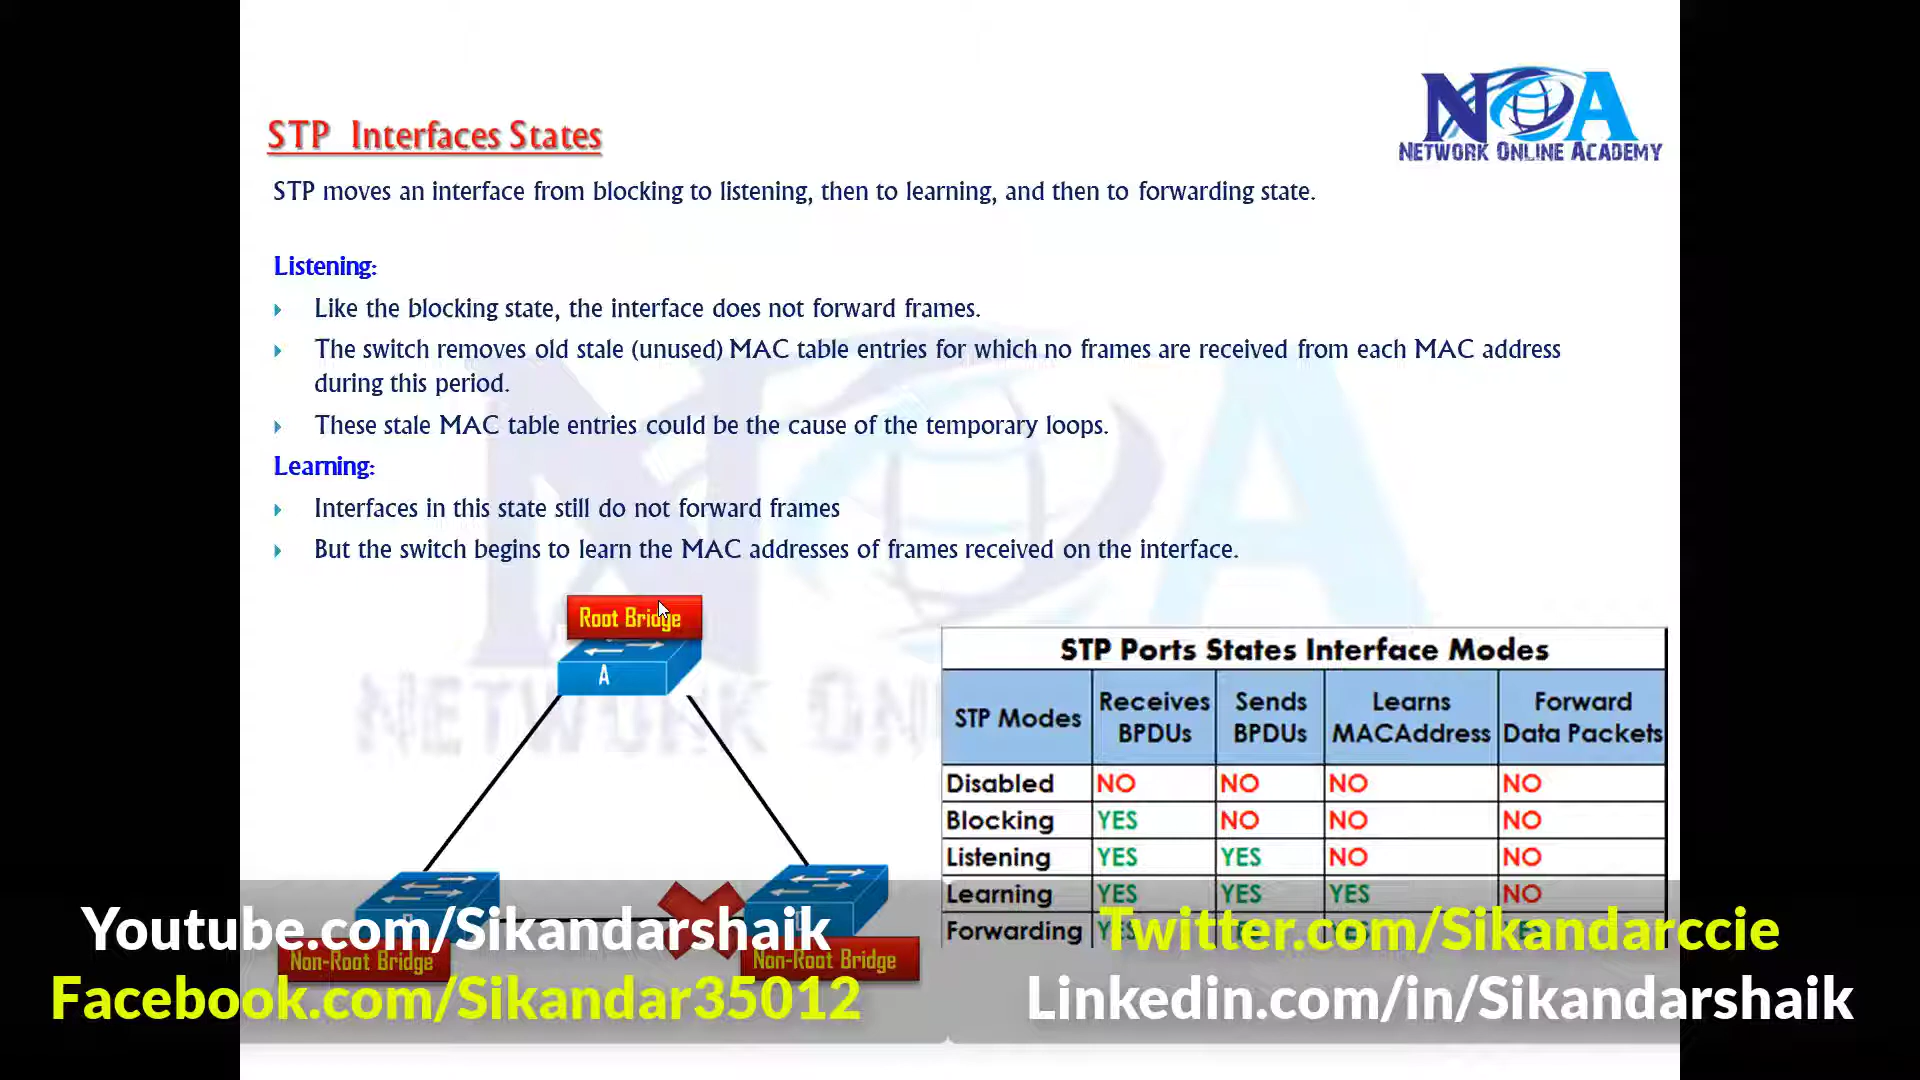 NOA
NETWORK ONLINE ACADEMY
STP Interfaces States
STP moves an interface from blocking to listening, then to learning, and then to forwarding state.
Listening:
Like the blocking state, the interface does not forward frames.
The switch removes old stale (unused) MAC table entries for which no frames are received from each MAC address
during this period.
These stale MAC table entries could be the cause of the temporary loops.
Learning:
Interfaces in this state still do not forward frames
But the switch begins to learn the MAC addresses of frames received on the interface.
Root Bridge
A
Non-Root Bridge
Non-Root Bridge
STP Ports States Interface Modes
STP Modes Receives BPDUs Sends BPDUs Learns MACAddress Forward Data Packets
Disabled NO NO NO NO
Blocking YES NO NO NO
Listening YES YES NO NO
Learning YES YES YES NO
Forwarding
Youtube.com/Sikandarshaik
Facebook.com/Sikandar35012
Twitter.com/Sikandarccie
Linkedin.com/in/Sikandarshaik